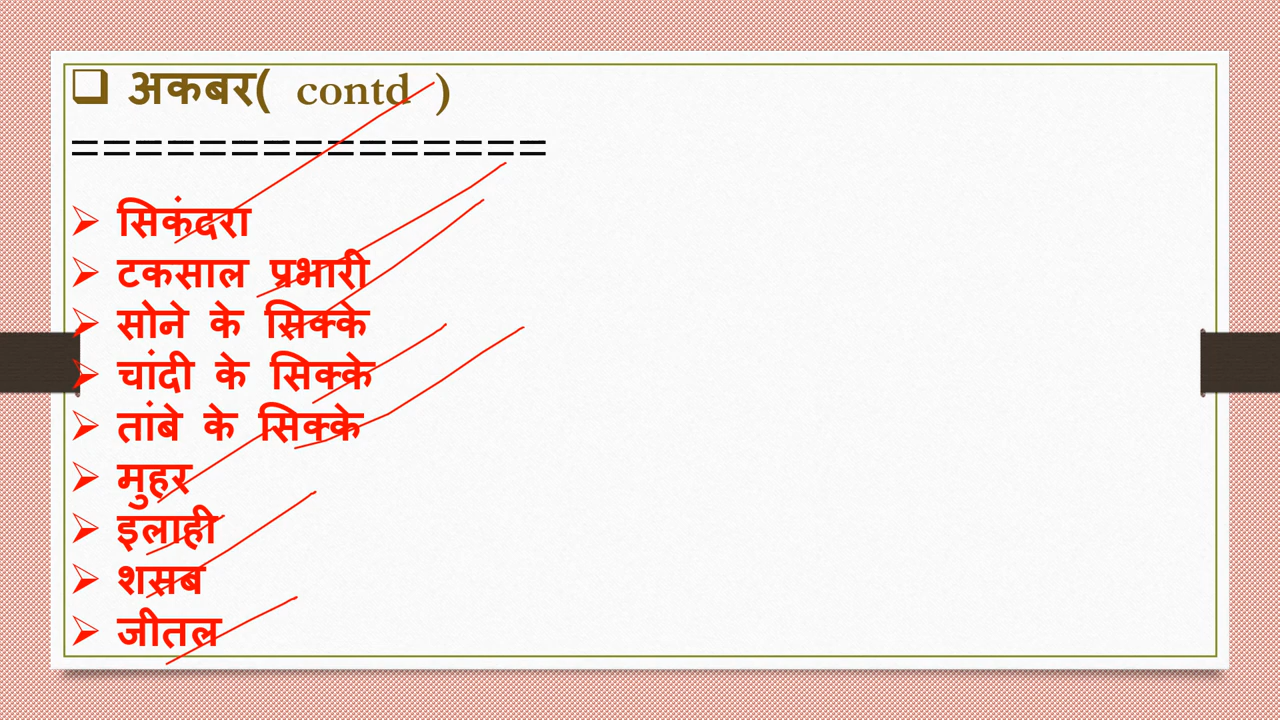 ❑ अकबर( contd )
===============
➢ सिकंदरा
➢ टकसाल प्रभारी
➢ सोने के सिक्के
➢ चांदी के सिक्के
➢ तांबे के सिक्के
➢ मुहर
➢ इलाही
➢ शसब
➢ जीतल